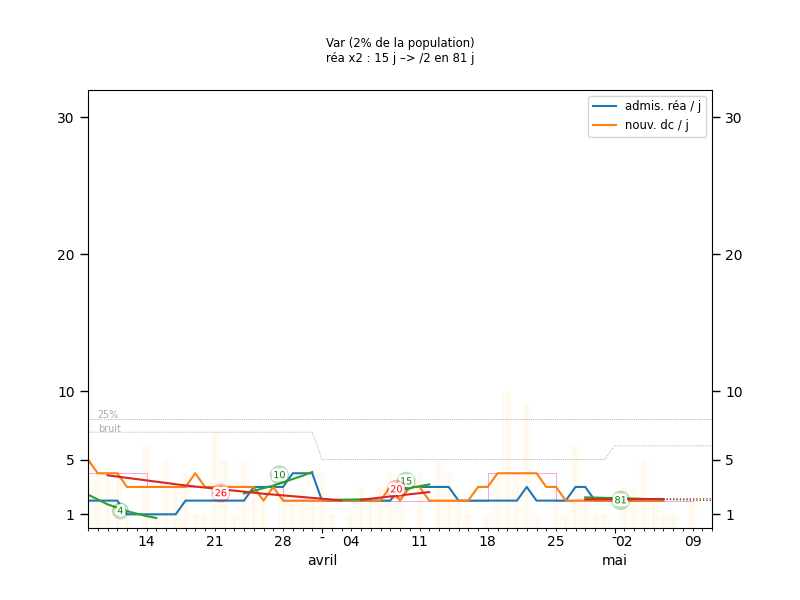 Var (2% de la population)
réa x2 : 15 j –> /2 en 81 j
admis. réa / j
nouv. dc / j
30 30
20 20
10 10
25%
bruit
5 5
10
15
26
20
4
81
1 1
14 21 28 - 04 11 18 25 - 02 09
avril mai